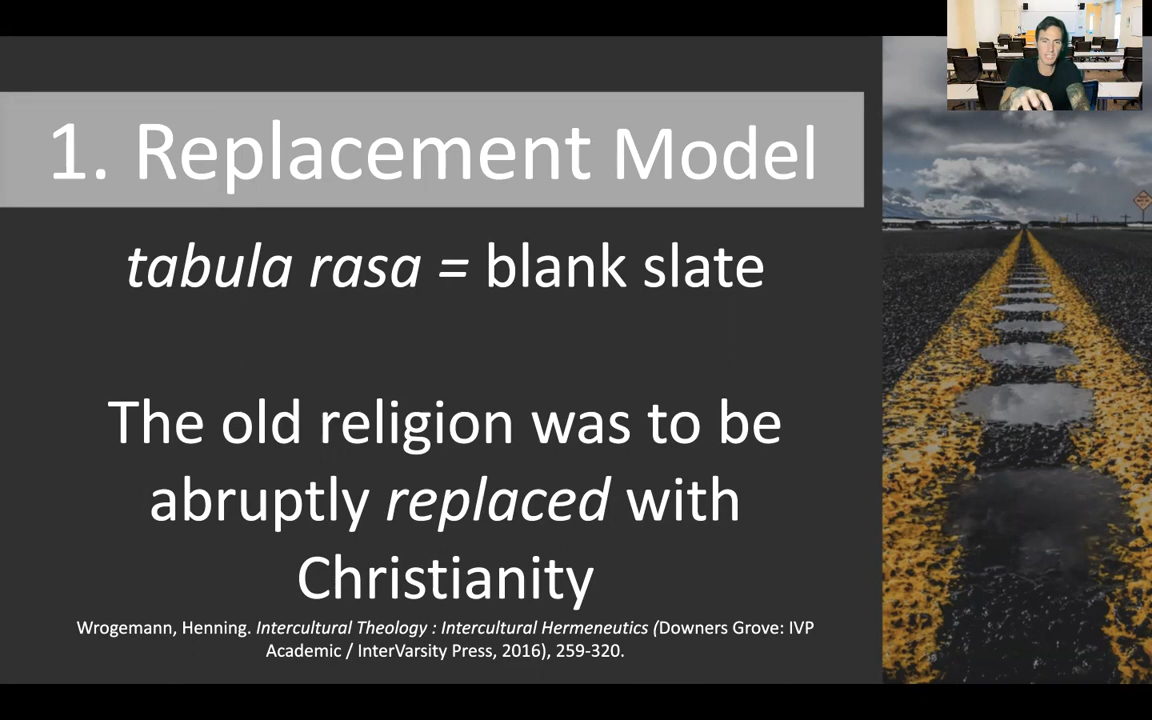 1. Replacement Model
tabula rasa = blank slate
The old religion was to be
abruptly replaced with
Christianity
Wrogemann, Henning. Intercultural Theology : Intercultural Hermeneutics (Downers Grove: IVP
Academic / InterVarsity Press, 2016), 259-320.